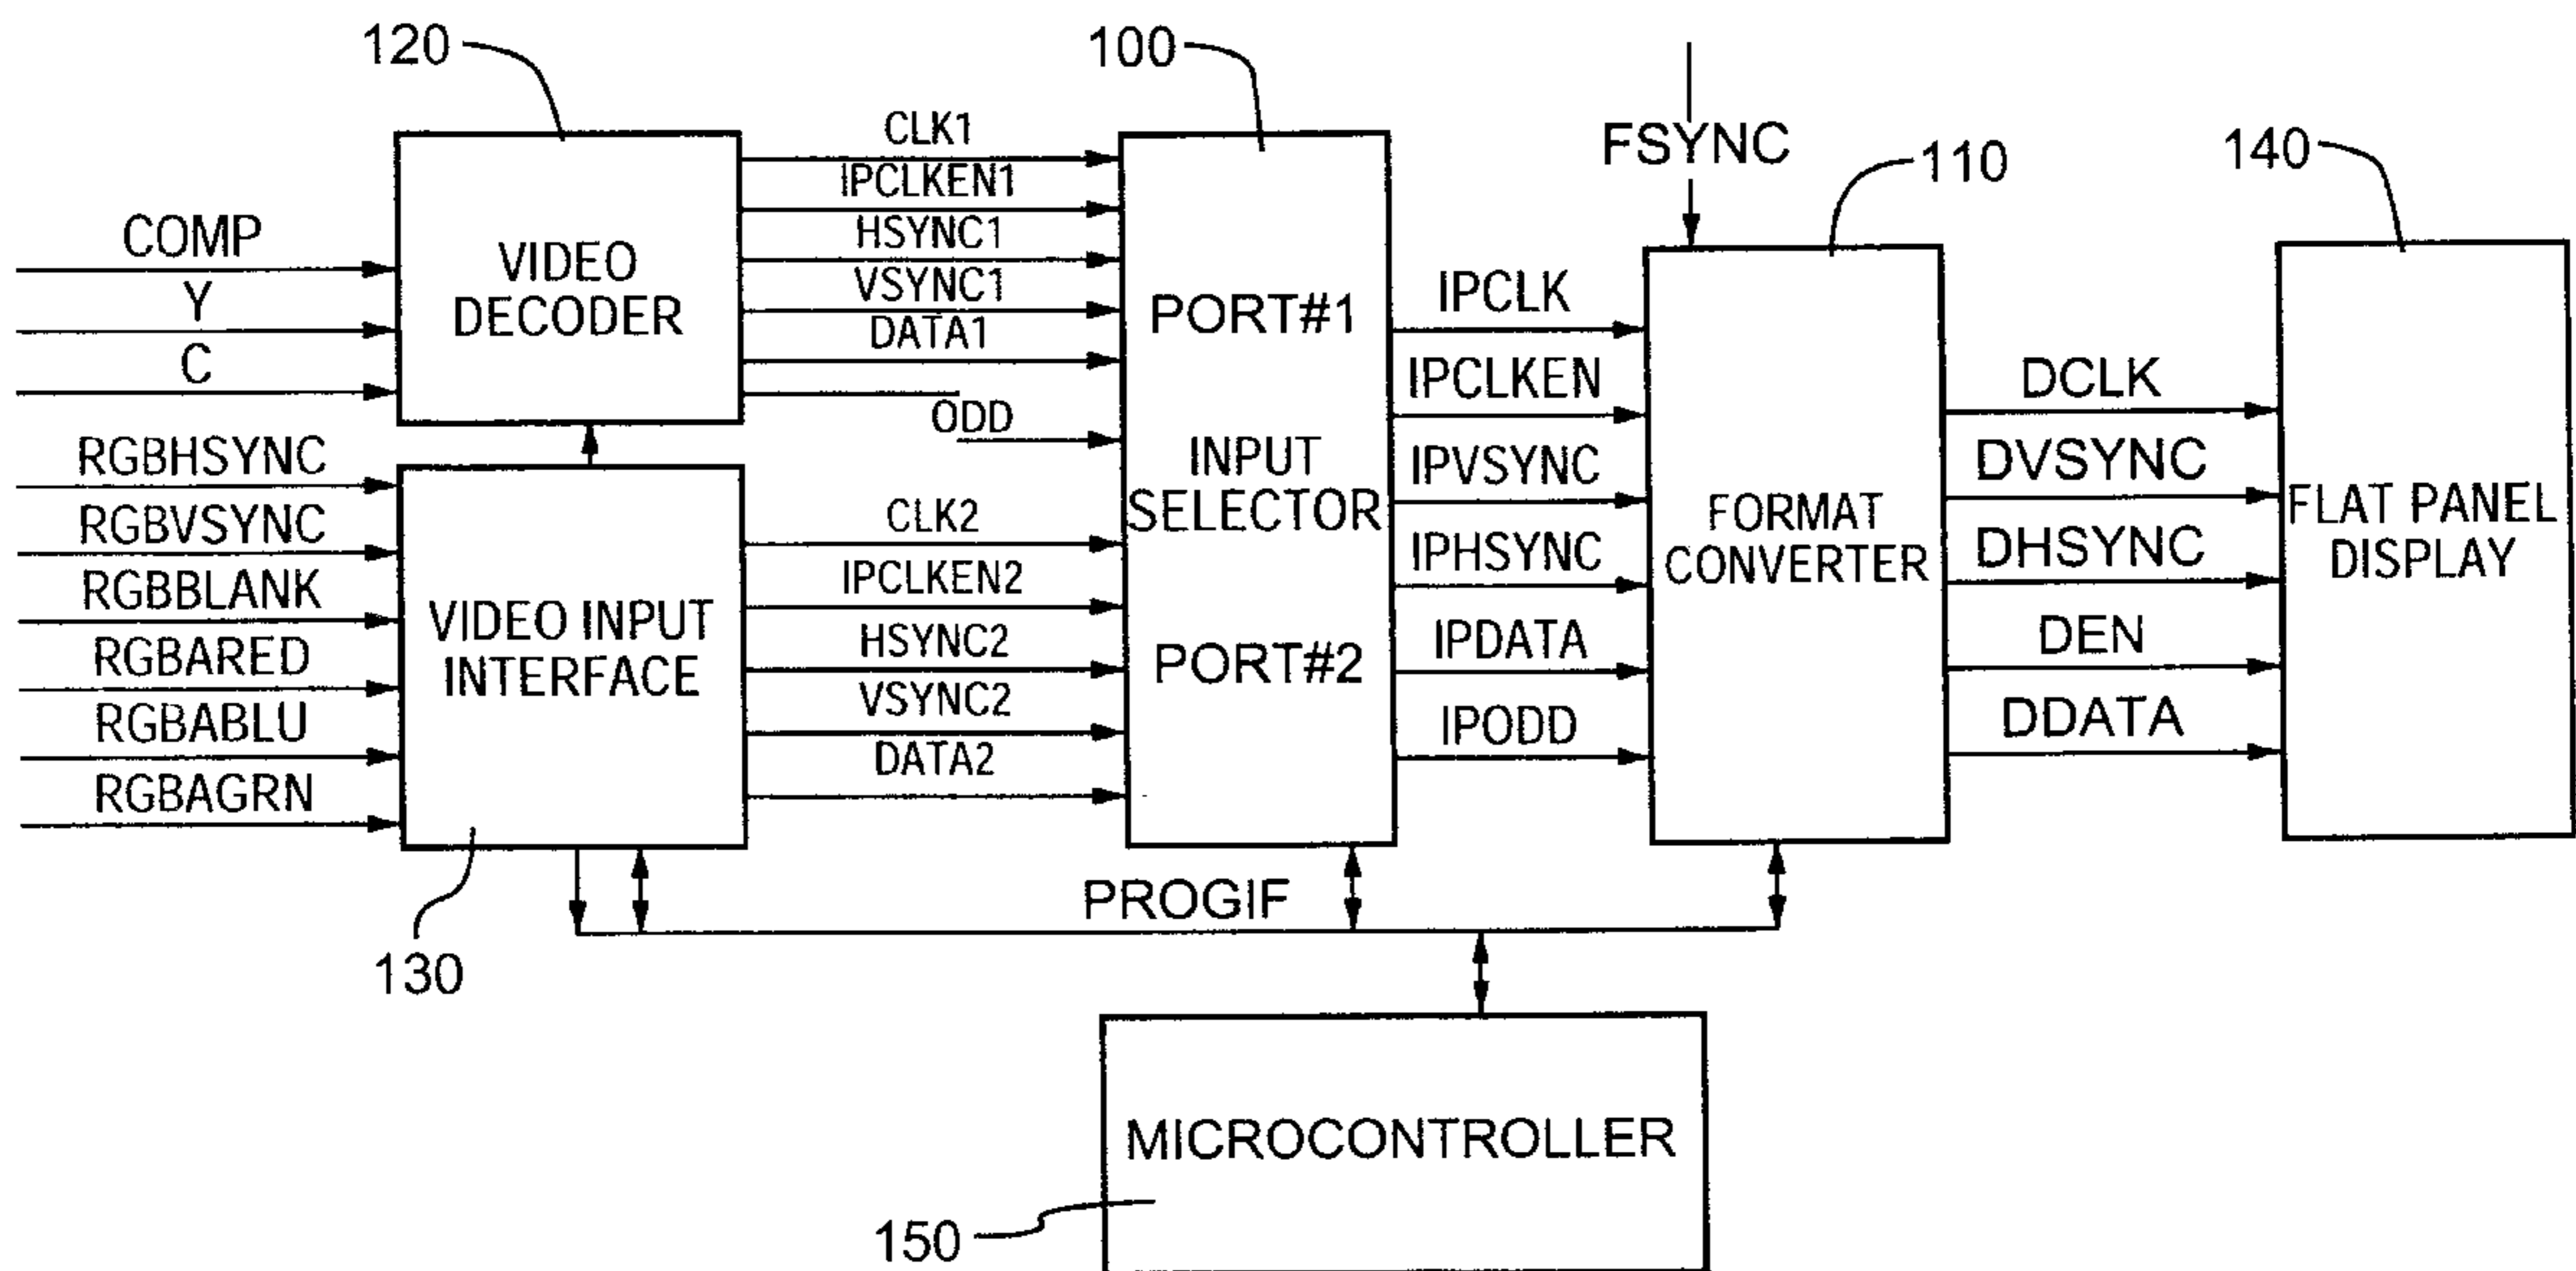 120
100
FSYNC
110
140
COMP
Y
C
VIDEO
DECODER
CLK1
IPCLKEN1
HSYNC1
VSYNC1
DATA1
ODD
RGBHSYNC
RGBVSYNC
RGBBLANK
RGBARED
RGBABLU
RGBAGRN
VIDEO INPUT
INTERFACE
130
CLK2
IPCLKEN2
HSYNC2
VSYNC2
DATA2
PORT#1
INPUT
SELECTOR
PORT#2
IPCLK
IPCLKEN
IPVSYNC
IPHSYNC
IPDATA
IPODD
FORMAT
CONVERTER
DCLK
DVSYNC
DHSYNC
DEN
DDATA
FLAT PANEL
DISPLAY
PROGIF
MICROCONTROLLER
150